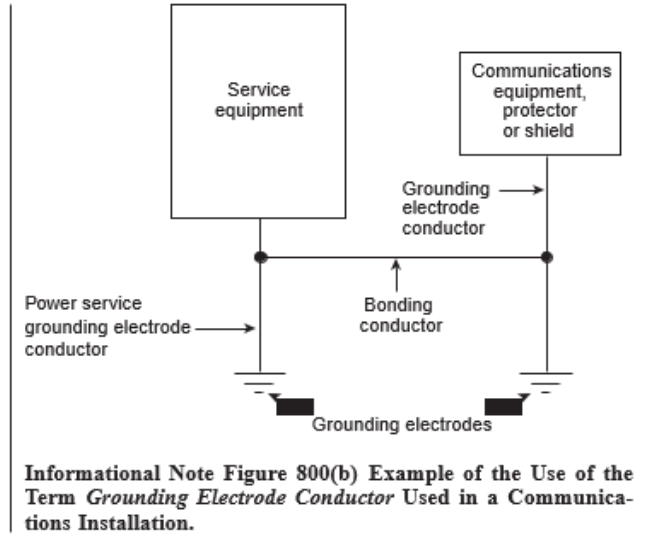 Service
equipment
Communications
equipment,
protector
or shield
Grounding
electrode
conductor
Power service
grounding electrode
conductor
Bonding
conductor
Grounding electrodes
Informational Note Figure 800(b) Example of the Use of the
Term Grounding Electrode Conductor Used in a Communica-
tions Installation.